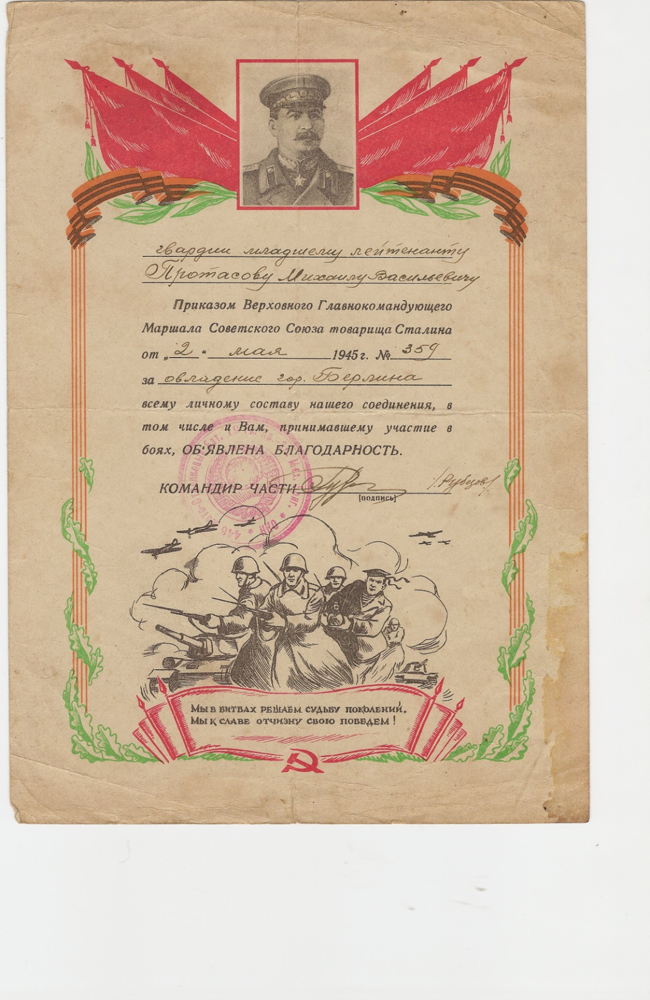 гвардии младшему лейтенанту
Протасову Михаилу Васильевичу
Приказом Верховного Главнокомандующего
Маршала Советского Союза товарища Сталина
от „2“ мая 1945 г. № 359
за овладение гор. Берлина
всему личному составу нашего соединения, в
том числе и Вам, принимавшему участие в
боях, ОБ'ЯВЛЕНА БЛАГОДАРНОСТЬ.
КОМАНДИР ЧАСТИ /Рубцов/
[подпись]
МЫ В БИТВАХ РЕШАЕМ СУДЬБУ ПОКОЛЕНИЙ,
МЫ К СЛАВЕ ОТЧИЗНУ СВОЮ ПОВЕДЕМ!